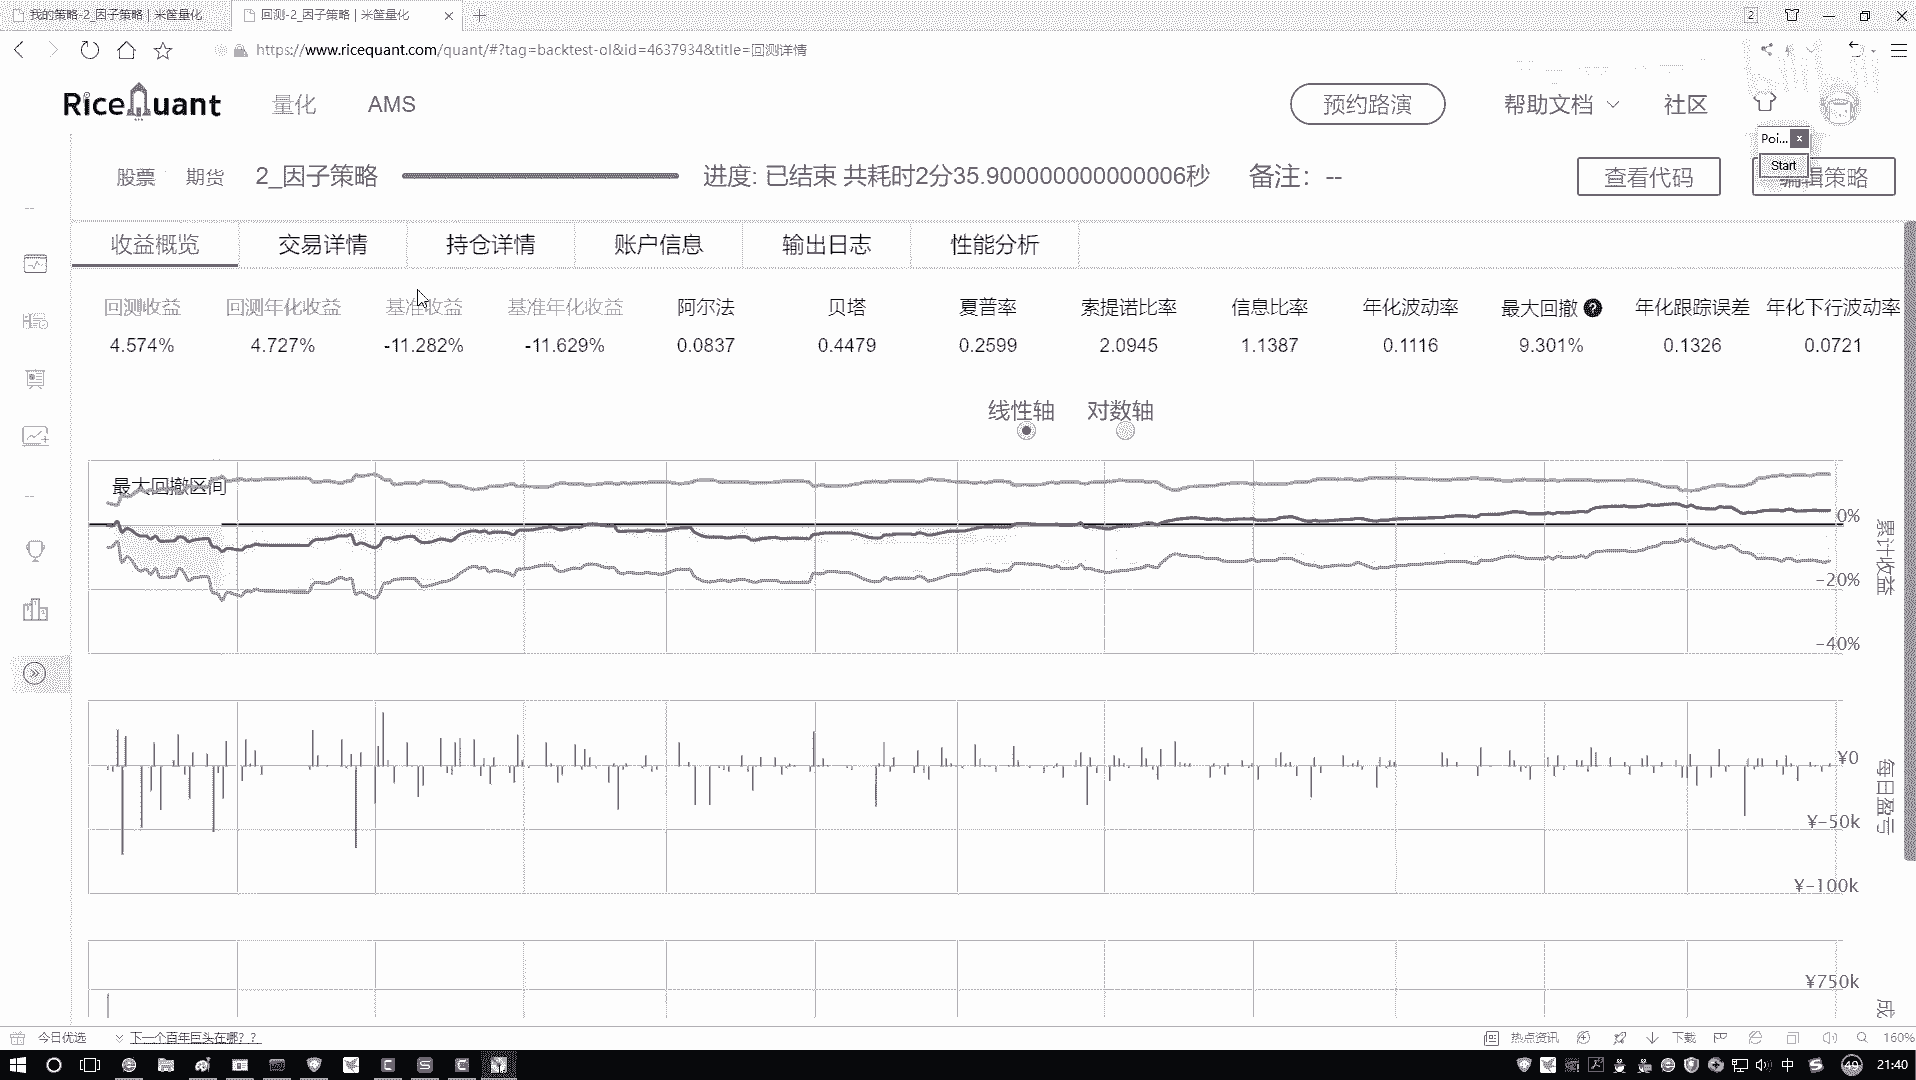 我的策略-2_因子策略 | 米筐量化
回测-2_因子策略 | 米筐量化
2
https://www.ricequant.com/quant/#?tag=backtest-ol&id=4637934&title=回测详情
RiceQuant
量化
AMS
预约路演
帮助文档
社区
Poi...
Start
股票
期货
2_因子策略
进度: 已结束 共耗时2分35.900000000000006秒
备注：--
查看代码
编辑策略
收益概览
交易详情
持仓详情
账户信息
输出日志
性能分析
回测收益 回测年化收益 基准收益 基准年化收益 阿尔法 贝塔 夏普率 索提诺比率 信息比率 年化波动率 最大回撤 年化跟踪误差 年化下行波动率
4.574% 4.727% -11.282% -11.629% 0.0837 0.4479 0.2599 2.0945 1.1387 0.1116 9.301% 0.1326 0.0721
线性轴 对数轴
最大回撤区间
0%
-20%
-40%
累计收益
¥0
¥-50k
¥-100k
每日盈亏
¥750k
成
今日优选
下一个百年巨头在哪？？
热点资讯
下载
160%
中
49
21:40